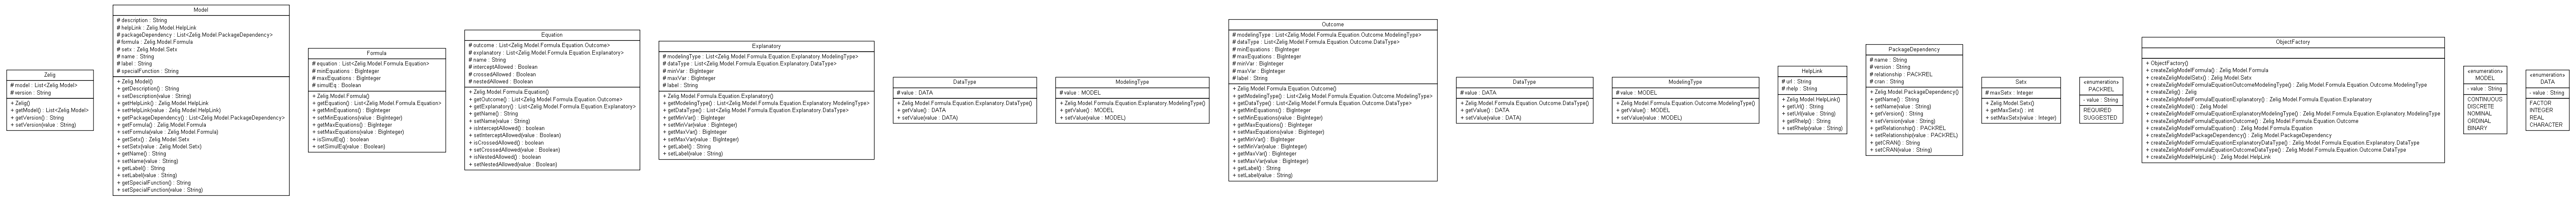 Zelig
# model : List<Zelig.Model>
# version : String
+ Zelig()
+ getModel() : List<Zelig.Model>
+ getVersion() : String
+ setVersion(value : String)
Model
# description : String
# helpLink : Zelig.Model.HelpLink
# packageDependency : List<Zelig.Model.PackageDependency>
# formula : Zelig.Model.Formula
# setx : Zelig.Model.Setx
# name : String
# label : String
# specialFunction : String
+ Zelig.Model()
+ getDescription() : String
+ setDescription(value : String)
+ getHelpLink() : Zelig.Model.HelpLink
+ setHelpLink(value : Zelig.Model.HelpLink)
+ getPackageDependency() : List<Zelig.Model.PackageDependency>
+ getFormula() : Zelig.Model.Formula
+ setFormula(value : Zelig.Model.Formula)
+ getSetx() : Zelig.Model.Setx
+ setSetx(value : Zelig.Model.Setx)
+ getName() : String
+ setName(value : String)
+ getLabel() : String
+ setLabel(value : String)
+ getSpecialFunction() : String
+ setSpecialFunction(value : String)
Formula
# equation : List<Zelig.Model.Formula.Equation>
# minEquations : BigInteger
# maxEquations : BigInteger
# simulEq : Boolean
+ Zelig.Model.Formula()
+ getEquation() : List<Zelig.Model.Formula.Equation>
+ getMinEquations() : BigInteger
+ setMinEquations(value : BigInteger)
+ getMaxEquations() : BigInteger
+ setMaxEquations(value : BigInteger)
+ isSimulEq() : boolean
+ setSimulEq(value : Boolean)
Equation
# outcome : List<Zelig.Model.Formula.Equation.Outcome>
# explanatory : List<Zelig.Model.Formula.Equation.Explanatory>
# name : String
# interceptAllowed : Boolean
# crossedAllowed : Boolean
# nestedAllowed : Boolean
+ Zelig.Model.Formula.Equation()
+ getOutcome() : List<Zelig.Model.Formula.Equation.Outcome>
+ getExplanatory() : List<Zelig.Model.Formula.Equation.Explanatory>
+ getName() : String
+ setName(value : String)
+ isInterceptAllowed() : boolean
+ setInterceptAllowed(value : Boolean)
+ isCrossedAllowed() : boolean
+ setCrossedAllowed(value : Boolean)
+ isNestedAllowed() : boolean
+ setNestedAllowed(value : Boolean)
Explanatory
# modelingType : List<Zelig.Model.Formula.Equation.Explanatory.ModelingType>
# dataType : List<Zelig.Model.Formula.Equation.Explanatory.DataType>
# minVar : BigInteger
# maxVar : BigInteger
# label : String
+ Zelig.Model.Formula.Equation.Explanatory()
+ getModelingType() : List<Zelig.Model.Formula.Equation.Explanatory.ModelingType>
+ getDataType() : List<Zelig.Model.Formula.Equation.Explanatory.DataType>
+ getMinVar() : BigInteger
+ setMinVar(value : BigInteger)
+ getMaxVar() : BigInteger
+ setMaxVar(value : BigInteger)
+ getLabel() : String
+ setLabel(value : String)
DataType
# value : DATA
+ Zelig.Model.Formula.Equation.Explanatory.DataType()
+ getValue() : DATA
+ setValue(value : DATA)
ModelingType
# value : MODEL
+ Zelig.Model.Formula.Equation.Explanatory.ModelingType()
+ getValue() : MODEL
+ setValue(value : MODEL)
Outcome
# modelingType : List<Zelig.Model.Formula.Equation.Outcome.ModelingType>
# dataType : List<Zelig.Model.Formula.Equation.Outcome.DataType>
# minEquations : BigInteger
# maxEquations : BigInteger
# minVar : BigInteger
# maxVar : BigInteger
# label : String
+ Zelig.Model.Formula.Equation.Outcome()
+ getModelingType() : List<Zelig.Model.Formula.Equation.Outcome.ModelingType>
+ getDataType() : List<Zelig.Model.Formula.Equation.Outcome.DataType>
+ getMinEquations() : BigInteger
+ setMinEquations(value : BigInteger)
+ getMaxEquations() : BigInteger
+ setMaxEquations(value : BigInteger)
+ getMinVar() : BigInteger
+ setMinVar(value : BigInteger)
+ getMaxVar() : BigInteger
+ setMaxVar(value : BigInteger)
+ getLabel() : String
+ setLabel(value : String)
DataType
# value : DATA
+ Zelig.Model.Formula.Equation.Outcome.DataType()
+ getValue() : DATA
+ setValue(value : DATA)
ModelingType
# value : MODEL
+ Zelig.Model.Formula.Equation.Outcome.ModelingType()
+ getValue() : MODEL
+ setValue(value : MODEL)
HelpLink
# url : String
# rhelp : String
+ Zelig.Model.HelpLink()
+ getUrl() : String
+ setUrl(value : String)
+ getRhelp() : String
+ setRhelp(value : String)
PackageDependency
# name : String
# version : String
# relationship : PACKREL
# cran : String
+ Zelig.Model.PackageDependency()
+ getName() : String
+ setName(value : String)
+ getVersion() : String
+ setVersion(value : String)
+ getRelationship() : PACKREL
+ setRelationship(value : PACKREL)
+ getCRAN() : String
+ setCRAN(value : String)
Setx
# maxSetx : Integer
+ Zelig.Model.Setx()
+ getMaxSetx() : int
+ setMaxSetx(value : Integer)
«enumeration»
PACKREL
- value : String
REQUIRED
SUGGESTED
ObjectFactory
+ ObjectFactory()
+ createZeligModelFormula() : Zelig.Model.Formula
+ createZeligModelSetx() : Zelig.Model.Setx
+ createZeligModelFormulaEquationOutcomeModelingType() : Zelig.Model.Formula.Equation.Outcome.ModelingType
+ createZelig() : Zelig
+ createZeligModelFormulaEquationExplanatory() : Zelig.Model.Formula.Equation.Explanatory
+ createZeligModel() : Zelig.Model
+ createZeligModelFormulaEquationExplanatoryModelingType() : Zelig.Model.Formula.Equation.Explanatory.ModelingType
+ createZeligModelFormulaEquationOutcome() : Zelig.Model.Formula.Equation.Outcome
+ createZeligModelFormulaEquation() : Zelig.Model.Formula.Equation
+ createZeligModelPackageDependency() : Zelig.Model.PackageDependency
+ createZeligModelFormulaEquationExplanatoryDataType() : Zelig.Model.Formula.Equation.Explanatory.DataType
+ createZeligModelFormulaEquationOutcomeDataType() : Zelig.Model.Formula.Equation.Outcome.DataType
+ createZeligModelHelpLink() : Zelig.Model.HelpLink
«enumeration»
MODEL
- value : String
CONTINUOUS
DISCRETE
NOMINAL
ORDINAL
BINARY
«enumeration»
DATA
- value : String
FACTOR
INTEGER
REAL
CHARACTER